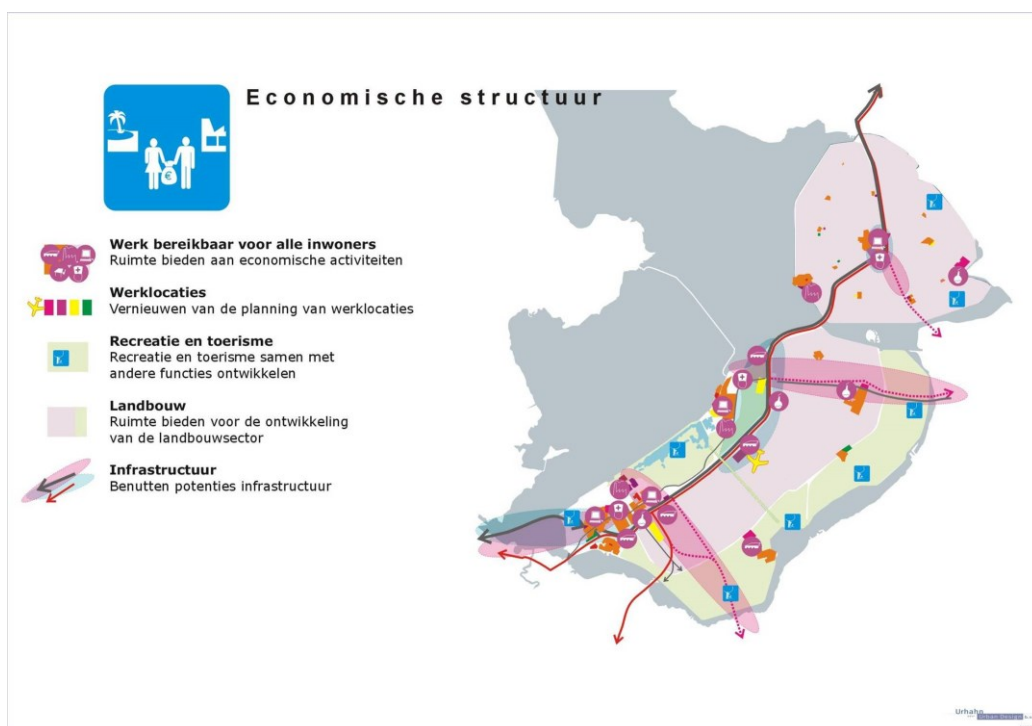 Economische structuur
€
Werk bereikbaar voor alle inwoners
Ruimte bieden aan economische activiteiten
Werklocaties
Vernieuwen van de planning van werklocaties
Recreatie en toerisme
Recreatie en toerisme samen met
andere functies ontwikkelen
Landbouw
Ruimte bieden voor de ontwikkeling
van de landbouwsector
Infrastructuur
Benutten potenties infrastructuur
Urhahn
Urban Design